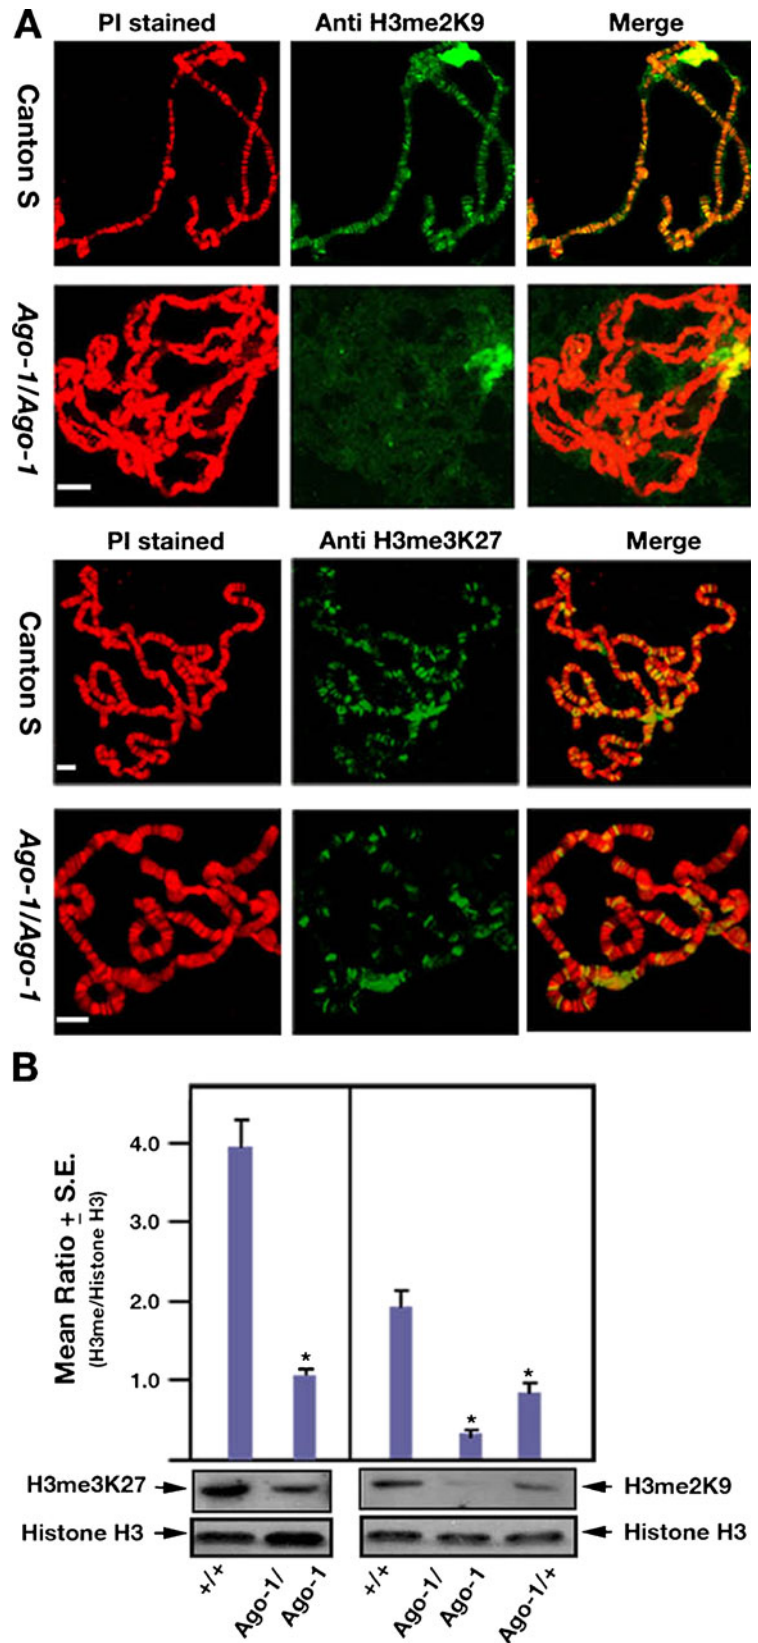 A
PI stained Anti H3me2K9 Merge
Canton S
Ago-1/Ago-1
PI stained Anti H3me3K27 Merge
Canton S
Ago-1/Ago-1
B
Mean Ratio ± S.E.
(H3me/Histone H3)
4.0
3.0
2.0
1.0
*
*
*
H3me3K27
H3me2K9
Histone H3
Histone H3
+/+
Ago-1/
Ago-1
+/+
Ago-1/
Ago-1
Ago-1/+